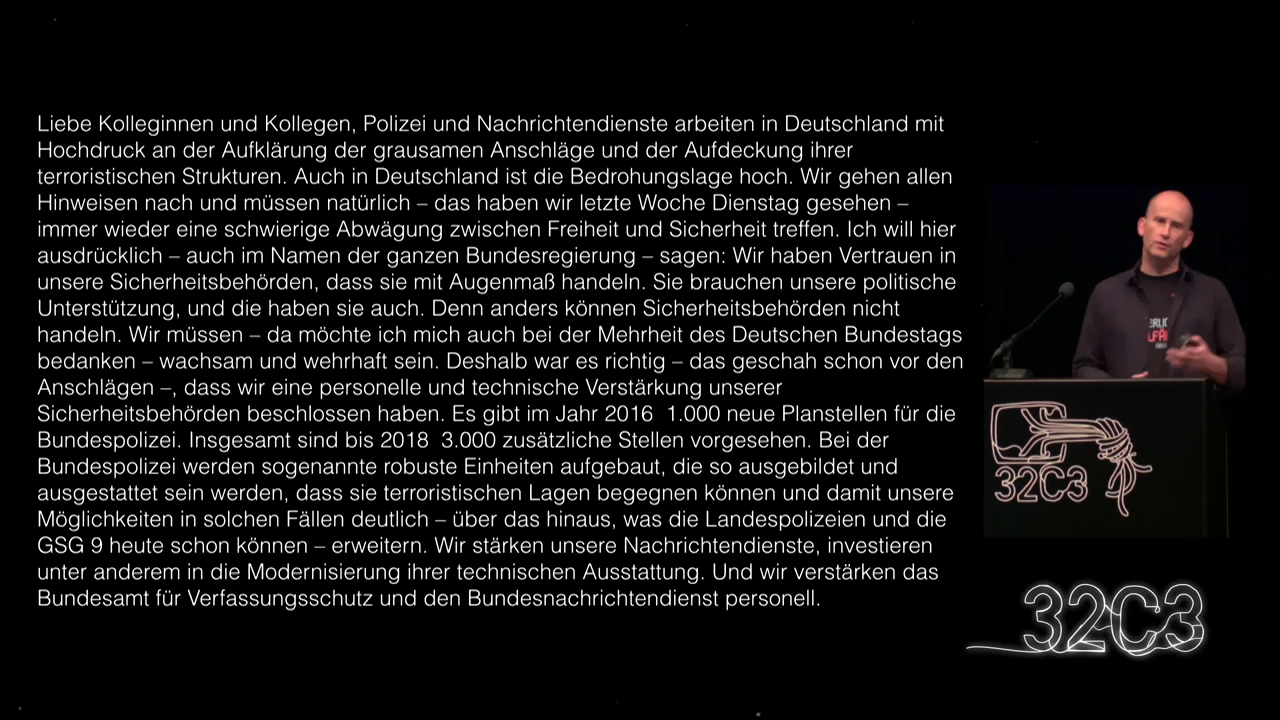 Liebe Kolleginnen und Kollegen, Polizei und Nachrichtendienste arbeiten in Deutschland mit
Hochdruck an der Aufklärung der grausamen Anschläge und der Aufdeckung ihrer
terroristischen Strukturen. Auch in Deutschland ist die Bedrohungslage hoch. Wir gehen allen
Hinweisen nach und müssen natürlich – das haben wir letzte Woche Dienstag gesehen –
immer wieder eine schwierige Abwägung zwischen Freiheit und Sicherheit treffen. Ich will hier
ausdrücklich – auch im Namen der ganzen Bundesregierung – sagen: Wir haben Vertrauen in
unsere Sicherheitsbehörden, dass sie mit Augenmaß handeln. Sie brauchen unsere politische
Unterstützung, und die haben sie auch. Denn anders können Sicherheitsbehörden nicht
handeln. Wir müssen – da möchte ich mich auch bei der Mehrheit des Deutschen Bundestags
bedanken – wachsam und wehrhaft sein. Deshalb war es richtig – das geschah schon vor den
Anschlägen –, dass wir eine personelle und technische Verstärkung unserer
Sicherheitsbehörden beschlossen haben. Es gibt im Jahr 2016  1.000 neue Planstellen für die
Bundespolizei. Insgesamt sind bis 2018  3.000 zusätzliche Stellen vorgesehen. Bei der
Bundespolizei werden sogenannte robuste Einheiten aufgebaut, die so ausgebildet und
ausgestattet sein werden, dass sie terroristischen Lagen begegnen können und damit unsere
Möglichkeiten in solchen Fällen deutlich – über das hinaus, was die Landespolizeien und die
GSG 9 heute schon können – erweitern. Wir stärken unsere Nachrichtendienste, investieren
unter anderem in die Modernisierung ihrer technischen Ausstattung. Und wir verstärken das
Bundesamt für Verfassungsschutz und den Bundesnachrichtendienst personell.
32C3
32C3